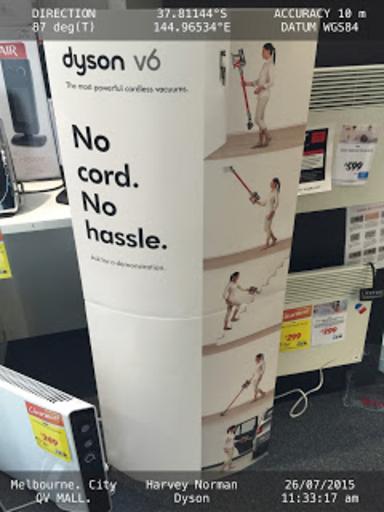 DIRECTION 37.81144°S ACCURACY 10 m
87 deg(T) 144.96534°E DATUM WGS84
AIR
dyson v6
The most powerful cordless vacuums.
No
cord.
No
hassle.
Ask for a demonstration.
$599
$299
$299
$249
Melbourne. City Harvey Norman 26/07/2015
QV MALL. Dyson 11:33:17 am